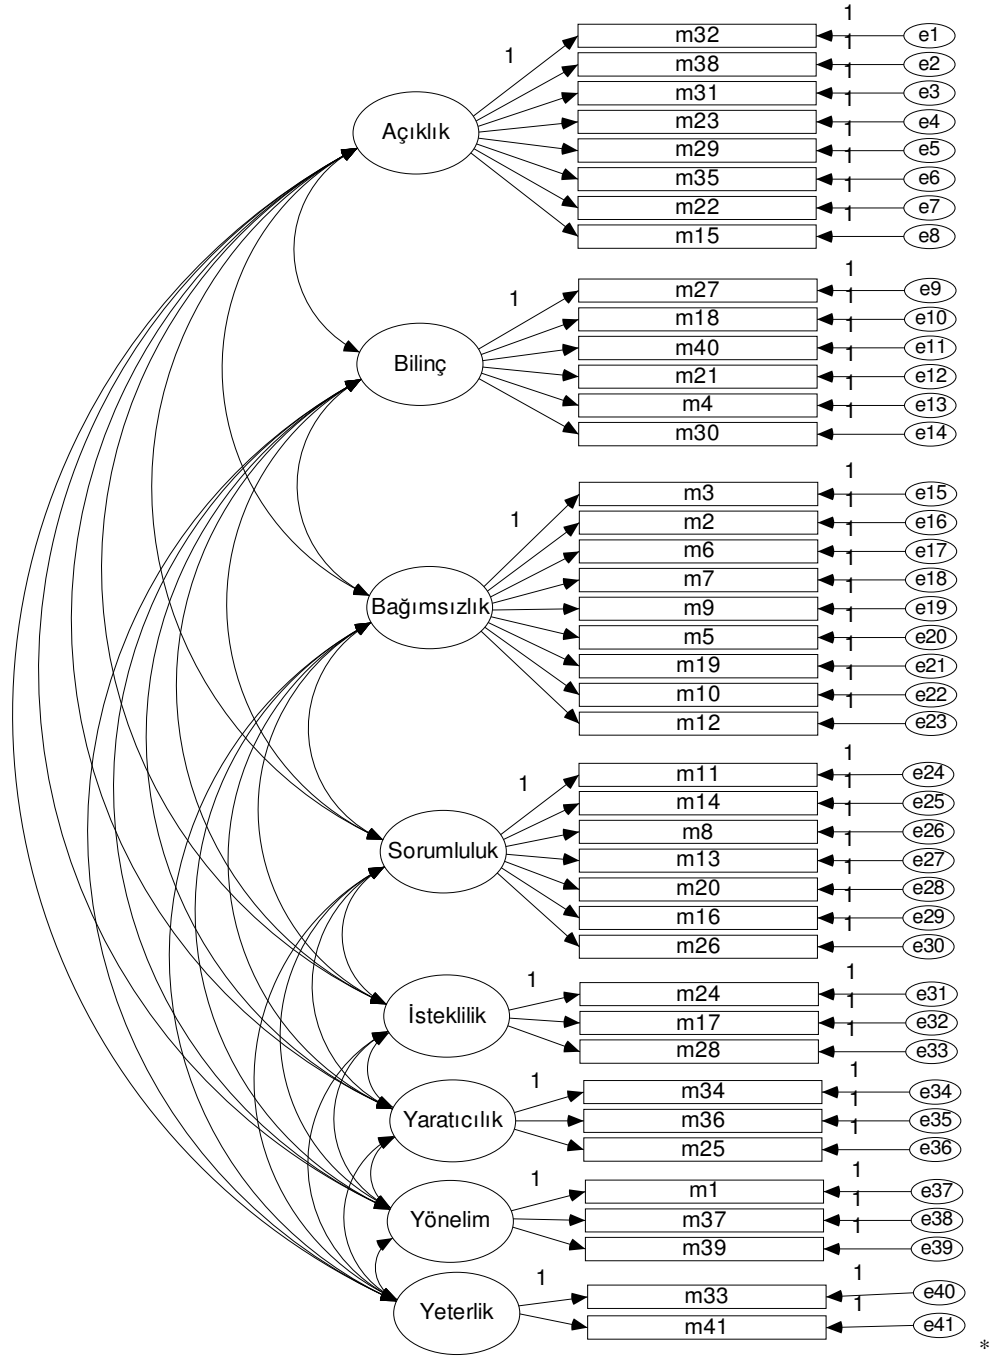 1
1 m32 1 e1
m38 1 e2
m31 1 e3
Açıklık m23 1 e4
m29 1 e5
m35 1 e6
m22 1 e7
m15 e8
1
1 m27 1 e9
m18 1 e10
Bilinç m40 1 e11
m21 1 e12
m4 1 e13
m30 e14
1
1 m3 1 e15
m2 1 e16
m6 1 e17
m7 1 e18
Bağımsızlık m9 1 e19
m5 1 e20
m19 1 e21
m10 1 e22
m12 e23
1
1 m11 1 e24
m14 1 e25
m8 1 e26
Sorumluluk m13 1 e27
m20 1 e28
m16 1 e29
m26 e30
1 1
m24 1 e31
İsteklilik m17 1 e32
m28 e33
1 1
m34 1 e34
Yaratıcılık m36 1 e35
m25 e36
1 1
m1 1 e37
Yönelim m37 1 e38
m39 e39
1 1
m33 1 e40
Yeterlik m41 e41
*